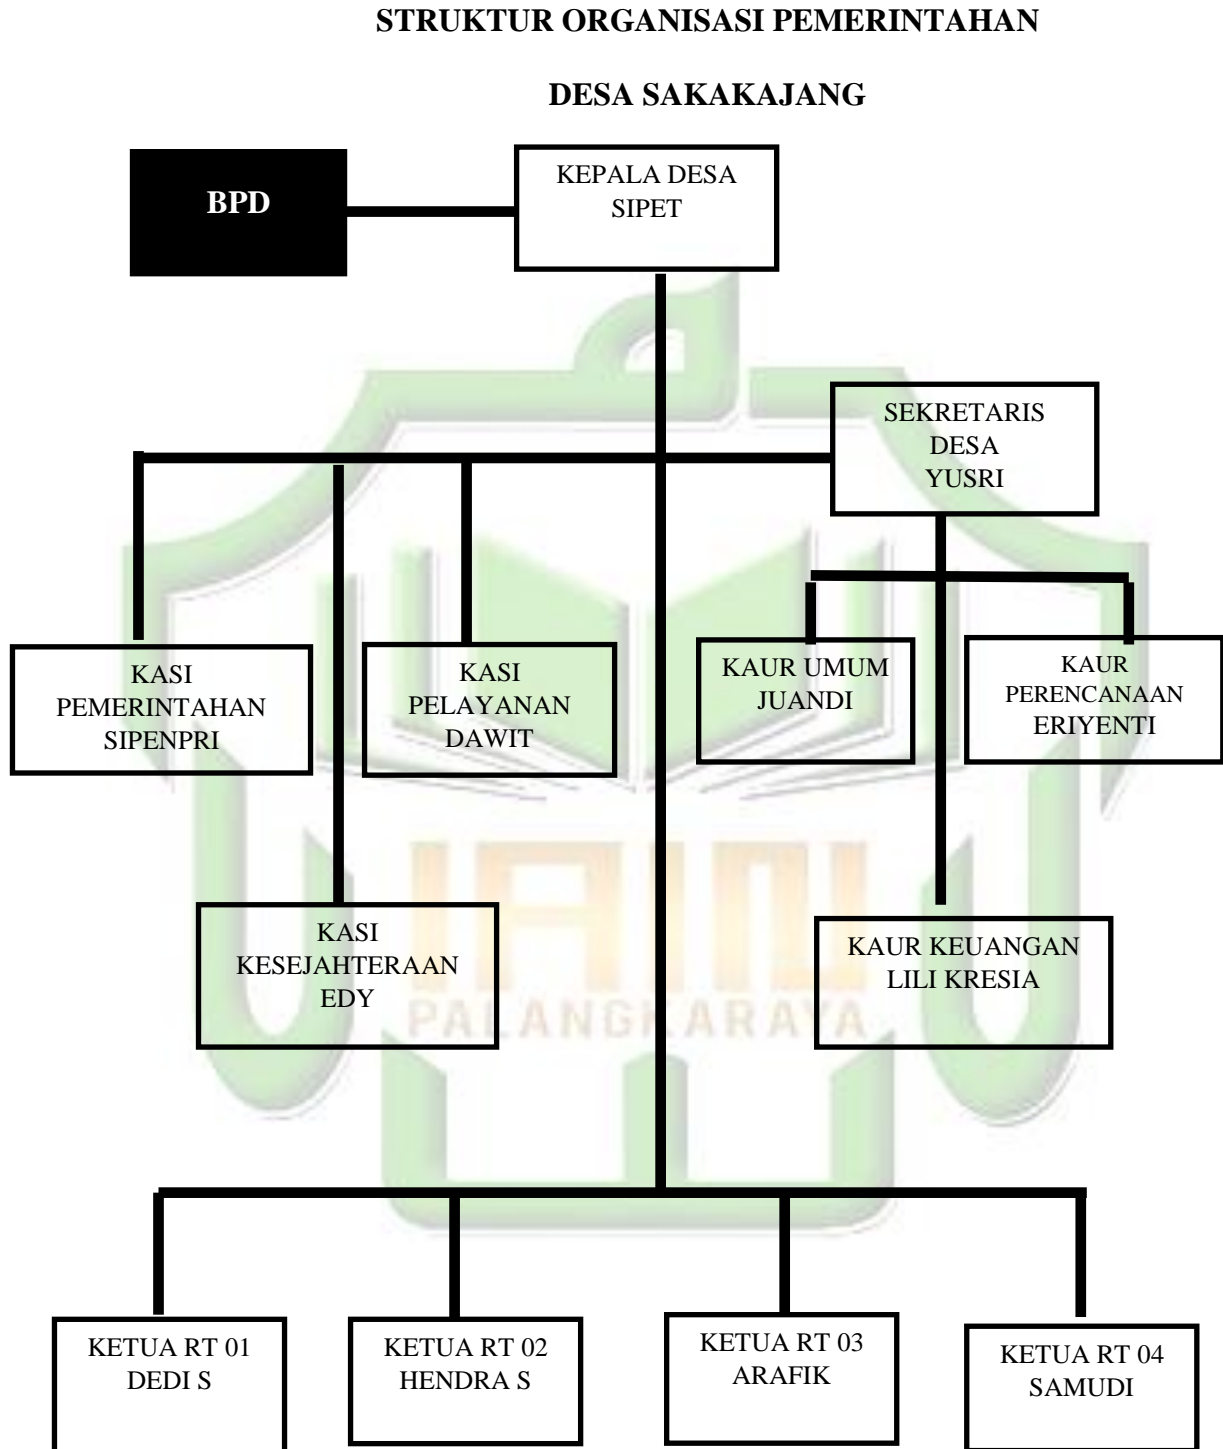 STRUKTUR ORGANISASI PEMERINTAHAN
DESA SAKAKAJANG
BPD
KEPALA DESA
SIPET
SEKRETARIS
DESA
YUSRI
KASI
PEMERINTAHAN
SIPENPRI
KASI
PELAYANAN
DAWIT
KAUR UMUM
JUANDI
KAUR
PERENCANAAN
ERIYENTI
KASI
KESEJAHTERAAN
EDY
KAUR KEUANGAN
LILI KRESIA
IAIN
PALANGKARAYA
KETUA RT 01
DEDI S
KETUA RT 02
HENDRA S
KETUA RT 03
ARAFIK
KETUA RT 04
SAMUDI